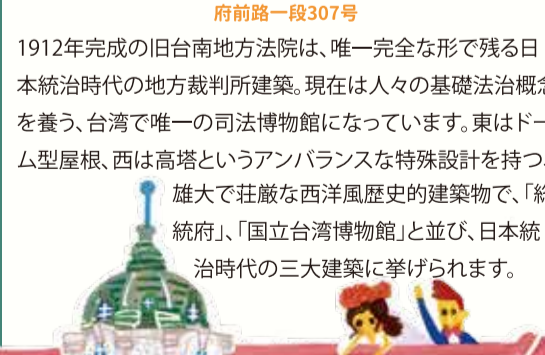 府前路一段307号
1912年完成の旧台南地方法院は、唯一完全な形で残る日
本統治時代の地方裁判所建築。現在は人々の基礎法治概念
を養う、台湾で唯一の司法博物館になっています。東はドー
ム型屋根、西は高塔というアンバランスな特殊設計を持つ、
雄大で荘厳な西洋風歴史的建築物で、「総
統府」、「国立台湾博物館」と並び、日本統
治時代の三大建築に挙げられます。